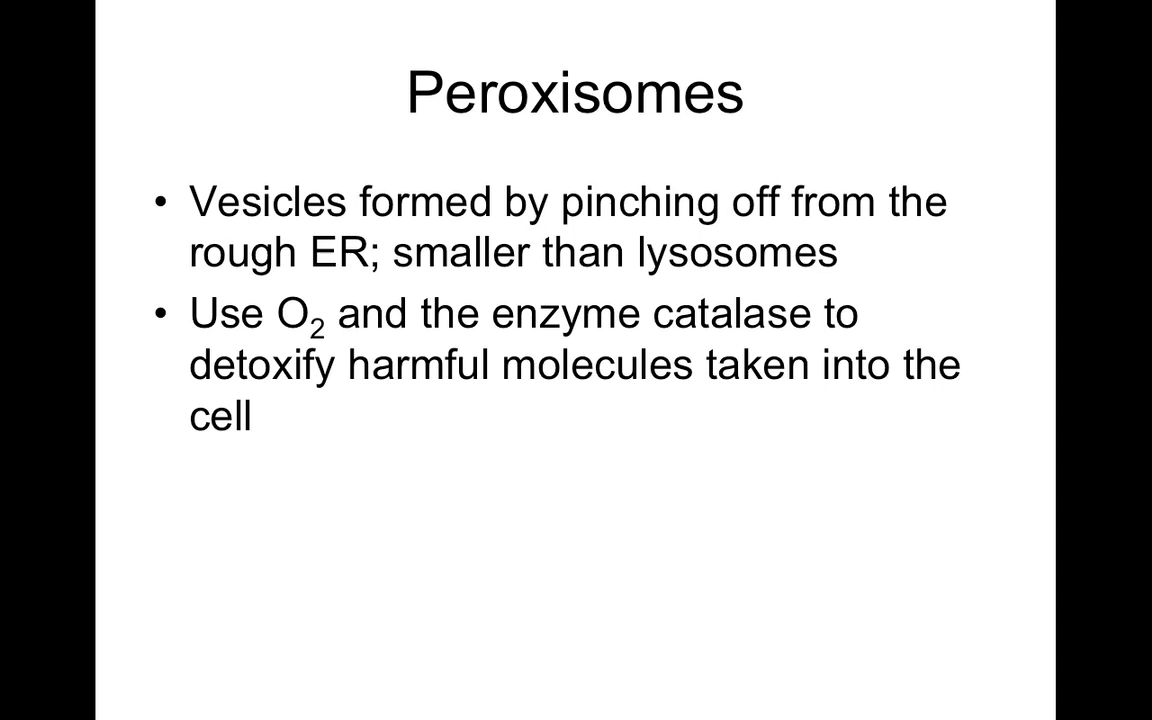 Peroxisomes
• Vesicles formed by pinching off from the
rough ER; smaller than lysosomes
• Use O₂ and the enzyme catalase to
detoxify harmful molecules taken into the
cell